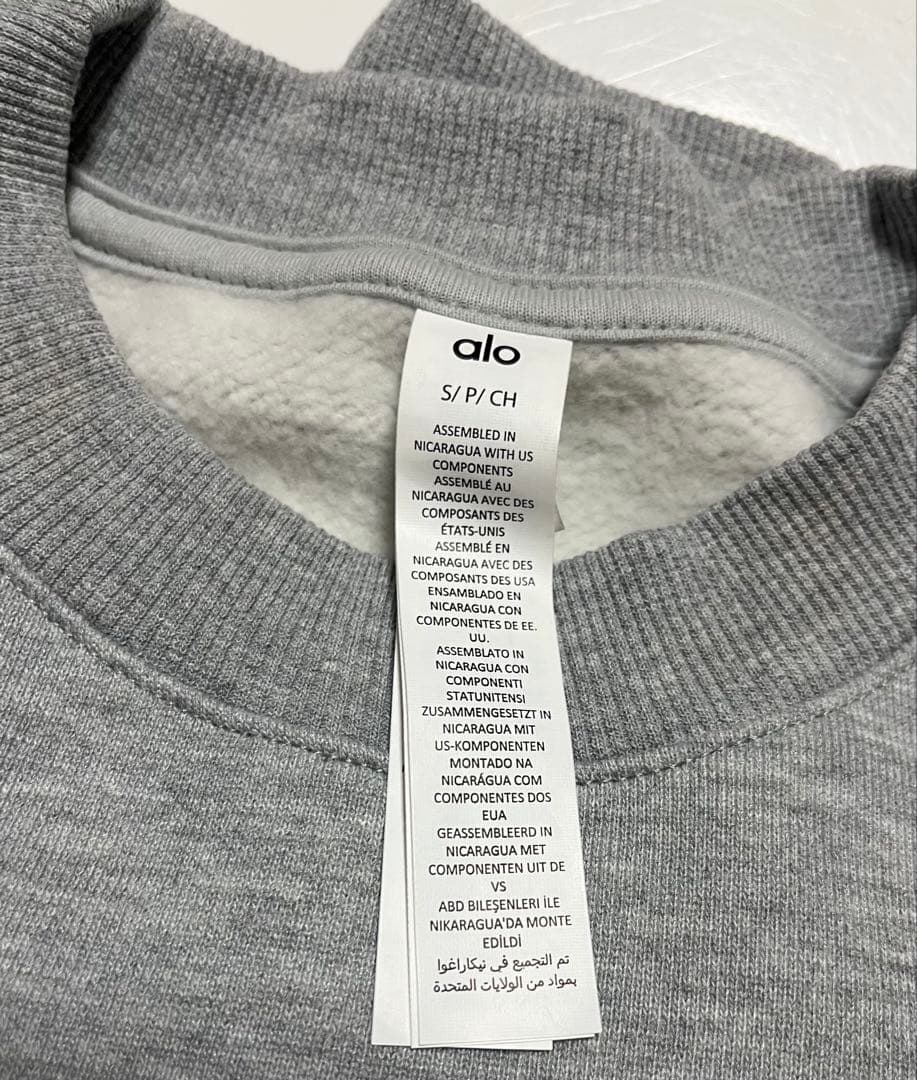 alo
S/ P/ CH
ASSEMBLED IN
NICARAGUA WITH US
COMPONENTS
ASSEMBLÉ AU
NICARAGUA AVEC DES
COMPOSANTS DES
ÉTATS-UNIS
ASSEMBLÉ EN
NICARAGUA AVEC DES
COMPOSANTS DES USA
ENSAMBLADO EN
NICARAGUA CON
COMPONENTES DE EE.
UU.
ASSEMBLATO IN
NICARAGUA CON
COMPONENTI
STATUNITENSI
ZUSAMMENGESETZT IN
NICARAGUA MIT
US-KOMPONENTEN
MONTADO NA
NICARÁGUA COM
COMPONENTES DOS
EUA
GEASSEMBLEERD IN
NICARAGUA MET
COMPONENTEN UIT DE
VS
ABD BILEŞENLERI İLE
NIKARAGUA'DA MONTE
EDİLDİ
تم التجميع في نيكاراغوا
بمواد من الولايات المتحدة